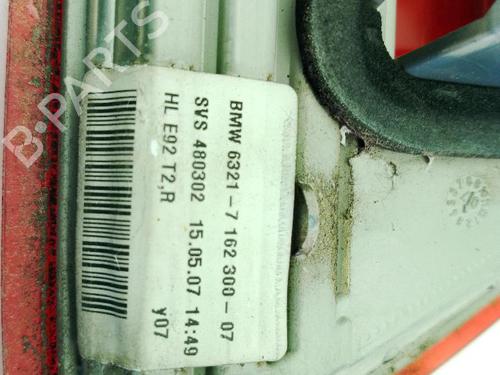 BMW 6321-7 162 300-07
SVS 480302 15.05.07 14:49
HL E92 T2,R
y07
B-PARTS